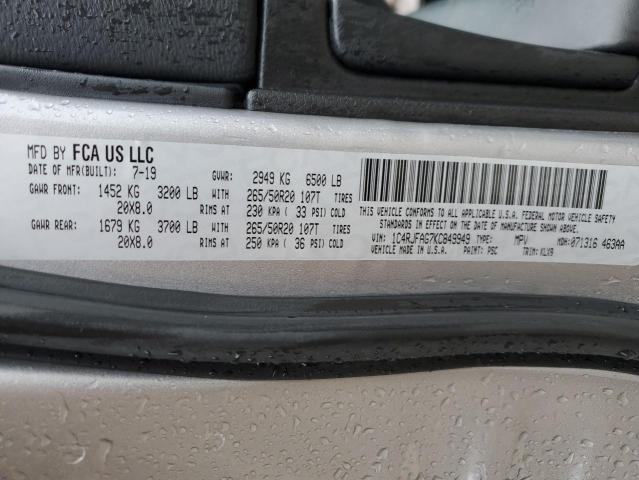 MFD BY FCA US LLC
DATE OF MFR(BUILT): 7-19 GVWR: 2949 KG 6500 LB
GAWR FRONT: 1452 KG 3200 LB WITH 265/50R20 107T TIRES
20X8.0 RIMS AT 230 KPA ( 33 PSI) COLD
GAWR REAR: 1679 KG 3700 LB WITH 265/50R20 107T TIRES
20X8.0 RIMS AT 250 KPA ( 36 PSI) COLD
THIS VEHICLE CONFORMS TO ALL APPLICABLE U.S.A. FEDERAL MOTOR VEHICLE SAFETY
STANDARDS IN EFFECT ON THE DATE OF MANUFACTURE SHOWN ABOVE.
VIN: 1C4RJFAG7KC849949 TYPE: MPV MDH: 071316 463AA
VEHICLE MADE IN U.S.A. PAINT: PSC TRIM: KLX9